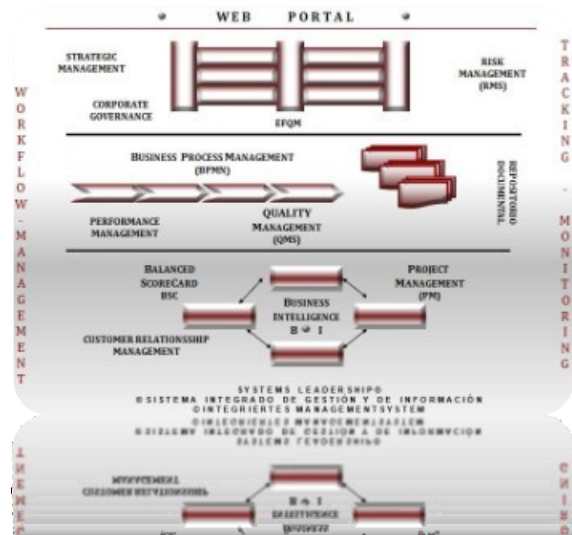 WEB PORTAL
STRATEGIC
MANAGEMENT
CORPORATE
GOVERNANCE
EFQM
RISK
MANAGEMENT
(RMS)
BUSINESS PROCESS MANAGEMENT
(BPMN)
PERFORMANCE
MANAGEMENT
QUALITY
MANAGEMENT
(QMS)
REPOSITORIO
DOCUMENTAL
BALANCED
SCORECARD
BSC
BUSINESS
INTELLIGENCE
B I
PROJECT
MANAGEMENT
(PM)
CUSTOMER RELATIONSSHIP
MANAGEMENT
WORKFLOW-MANAGEMENT
TRACKING - MONITORING
SYSTEMS LEADERSHIP©
©SISTEMA INTEGRADO DE GESTIÓN Y DE INFORMACIÒN
©INTEGRIERTES MANAGEMENTSYSTEM